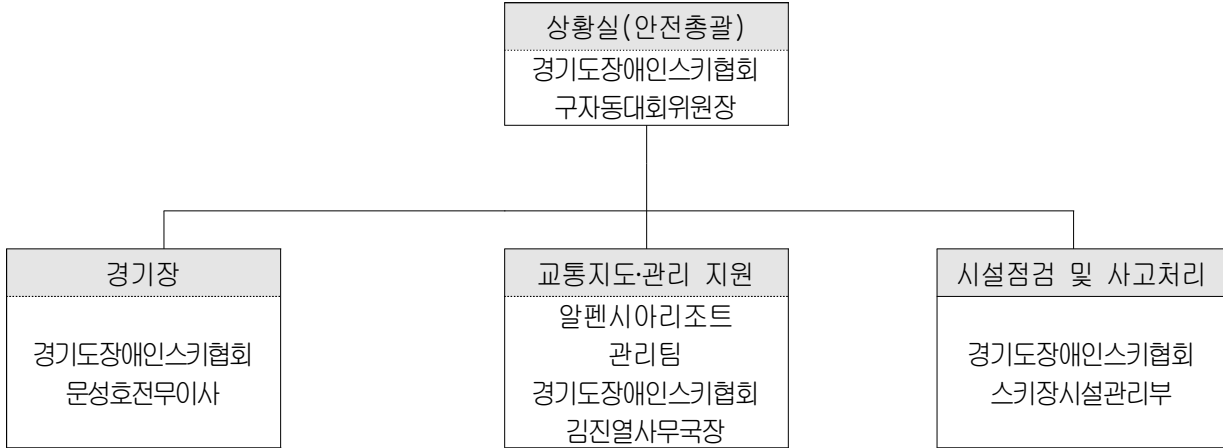 상황실(안전총괄)
경기도장애인스키협회
구자동대회위원장
경기장
경기도장애인스키협회
문성호전무이사
교통지도·관리 지원
알펜시아리조트
관리팀
경기도장애인스키협회
김진열사무국장
시설점검 및 사고처리
경기도장애인스키협회
스키장시설관리부